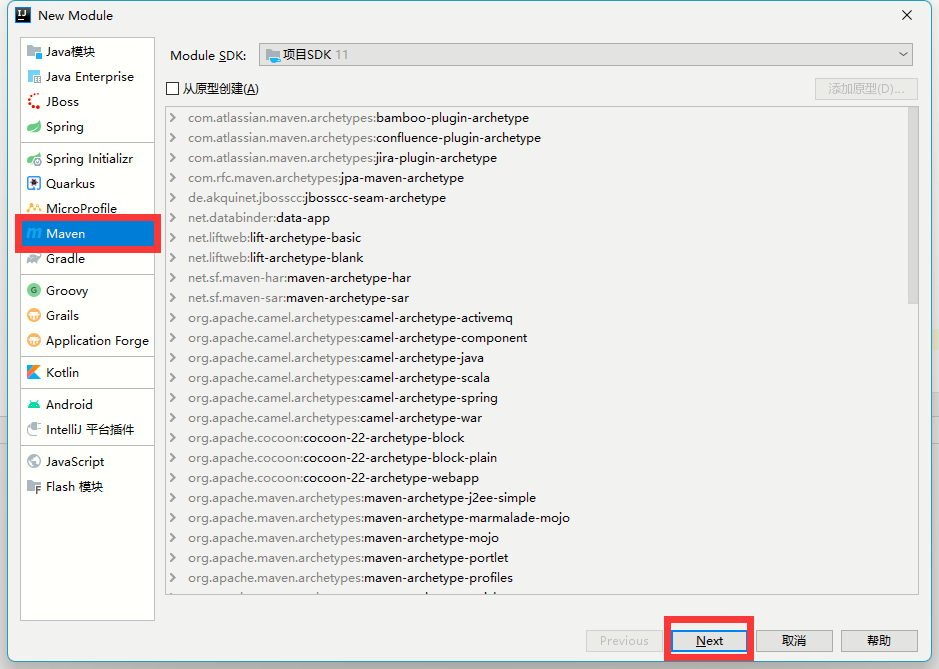 New Module
Java模块
Java Enterprise
JBoss
Spring
Spring Initializr
Quarkus
MicroProfile
Maven
Gradle
Groovy
Grails
Application Forge
Kotlin
Android
IntelliJ 平台插件
JavaScript
Flash 模块
Module SDK: 项目SDK 11
从原型创建(A) 添加原型(D)...
com.atlassian.maven.archetypes:bamboo-plugin-archetype
com.atlassian.maven.archetypes:confluence-plugin-archetype
com.atlassian.maven.archetypes:jira-plugin-archetype
com.rfc.maven.archetypes:jpa-maven-archetype
de.akquinet.jbosscc:jbosscc-seam-archetype
net.databinder:data-app
net.liftweb:lift-archetype-basic
net.liftweb:lift-archetype-blank
net.sf.maven-har:maven-archetype-har
net.sf.maven-sar:maven-archetype-sar
org.apache.camel.archetypes:camel-archetype-activemq
org.apache.camel.archetypes:camel-archetype-component
org.apache.camel.archetypes:camel-archetype-java
org.apache.camel.archetypes:camel-archetype-scala
org.apache.camel.archetypes:camel-archetype-spring
org.apache.camel.archetypes:camel-archetype-war
org.apache.cocoon:cocoon-22-archetype-block
org.apache.cocoon:cocoon-22-archetype-block-plain
org.apache.cocoon:cocoon-22-archetype-webapp
org.apache.maven.archetypes:maven-archetype-j2ee-simple
org.apache.maven.archetypes:maven-archetype-marmalade-mojo
org.apache.maven.archetypes:maven-archetype-mojo
org.apache.maven.archetypes:maven-archetype-portlet
org.apache.maven.archetypes:maven-archetype-profiles
Previous Next 取消 帮助